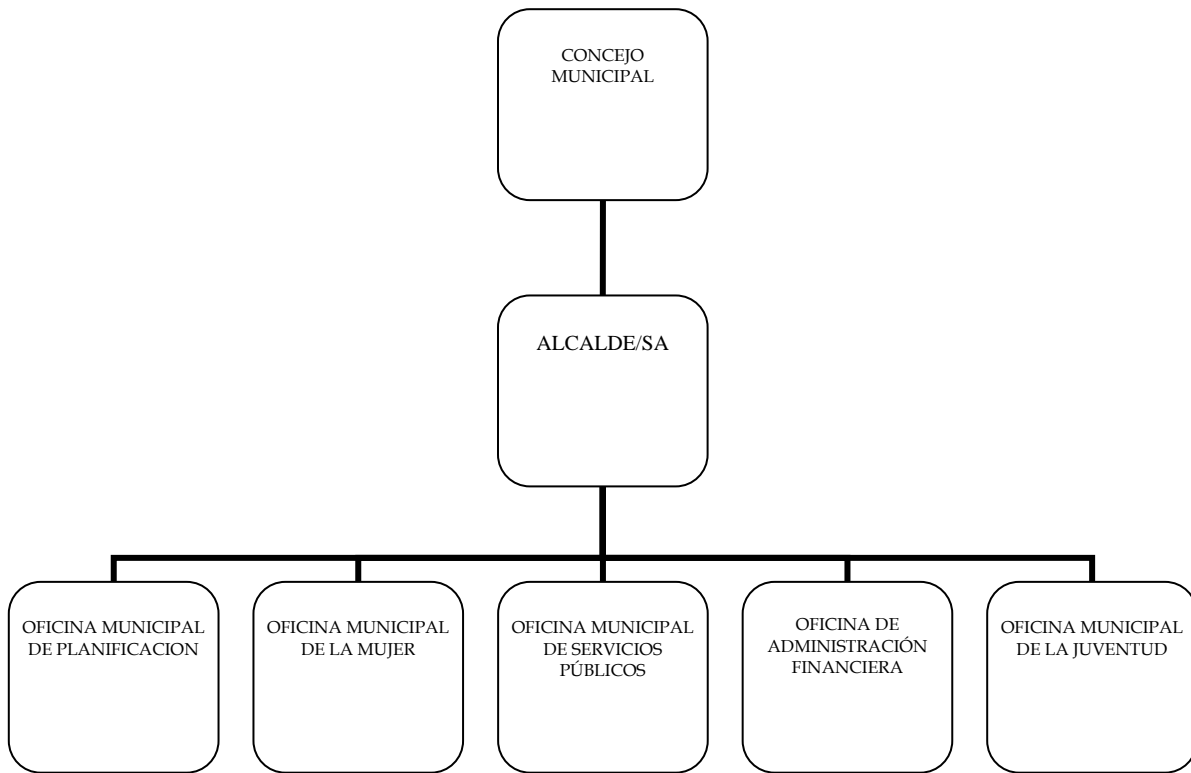 CONCEJO
MUNICIPAL
ALCALDE/SA
OFICINA MUNICIPAL
DE PLANIFICACION
OFICINA MUNICIPAL
DE LA MUJER
OFICINA MUNICIPAL
DE SERVICIOS
PÚBLICOS
OFICINA DE
ADMINISTRACIÓN
FINANCIERA
OFICINA MUNICIPAL
DE LA JUVENTUD